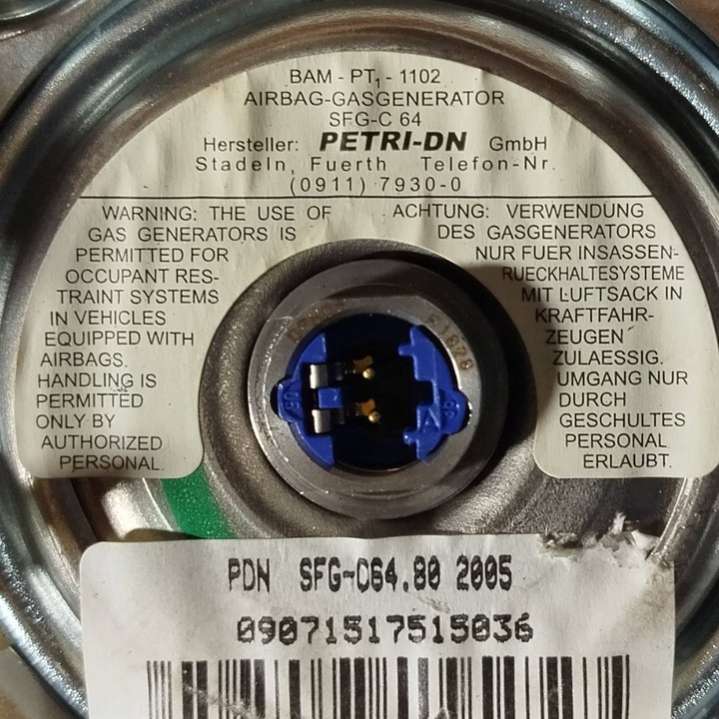 BAM - PT₁ - 1102
AIRBAG-GASGENERATOR
SFG-C 64
Hersteller: PETRI-DN GmbH
Stadeln, Fuerth Telefon-Nr.
(0911) 7930-0
WARNING: THE USE OF
GAS GENERATORS IS
PERMITTED FOR
OCCUPANT RES-
TRAINT SYSTEMS
IN VEHICLES
EQUIPPED WITH
AIRBAGS.
HANDLING IS
PERMITTED
ONLY BY
AUTHORIZED
PERSONAL.
ACHTUNG: VERWENDUNG
DES GASGENERATORS
NUR FUER INSASSEN-
RUECKHALTESYSTEME
MIT LUFTSACK IN
KRAFTFAHR-
ZEUGEN
ZULAESSIG.
UMGANG NUR
DURCH
GESCHULTES
PERSONAL
ERLAUBT.
PDN SFG-C64.80 2005
09071517515036